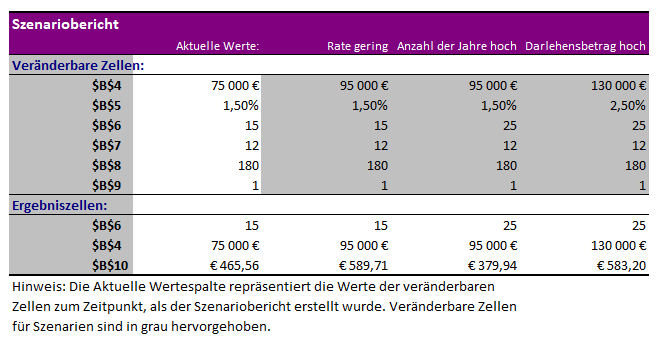 Szenariobericht
Aktuelle Werte: Rate gering Anzahl der Jahre hoch Darlehensbetrag hoch
Veränderbare Zellen:
$B$4 75 000 € 95 000 € 95 000 € 130 000 €
$B$5 1,50% 1,50% 1,50% 2,50%
$B$6 15 15 25 25
$B$7 12 12 12 12
$B$8 180 180 180 180
$B$9 1 1 1 1
Ergebniszellen:
$B$6 15 15 25 25
$B$4 75 000 € 95 000 € 95 000 € 130 000 €
$B$10 € 465,56 € 589,71 € 379,94 € 583,20
Hinweis: Die Aktuelle Wertespalte repräsentiert die Werte der veränderbaren
Zellen zum Zeitpunkt, als der Szenariobericht erstellt wurde. Veränderbare Zellen
für Szenarien sind in grau hervorgehoben.